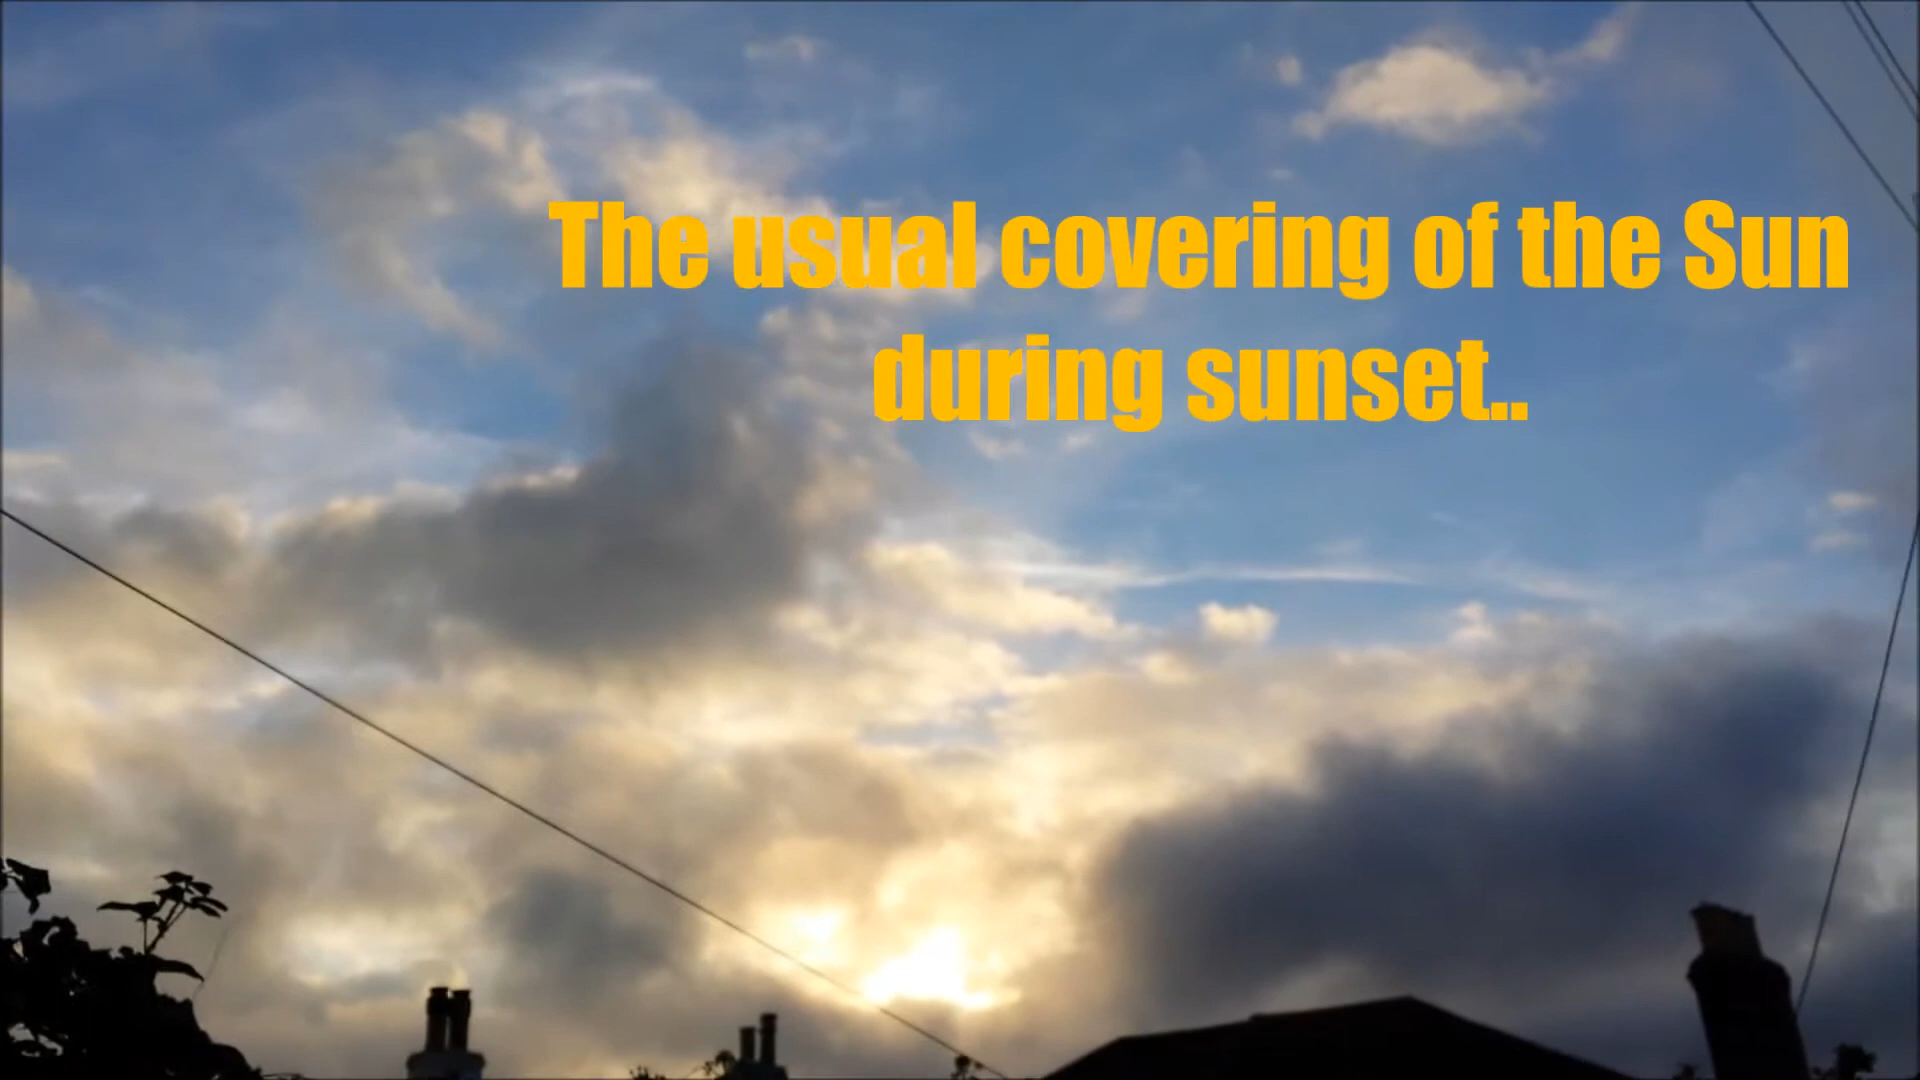 The usual covering of the Sun
during sunset..